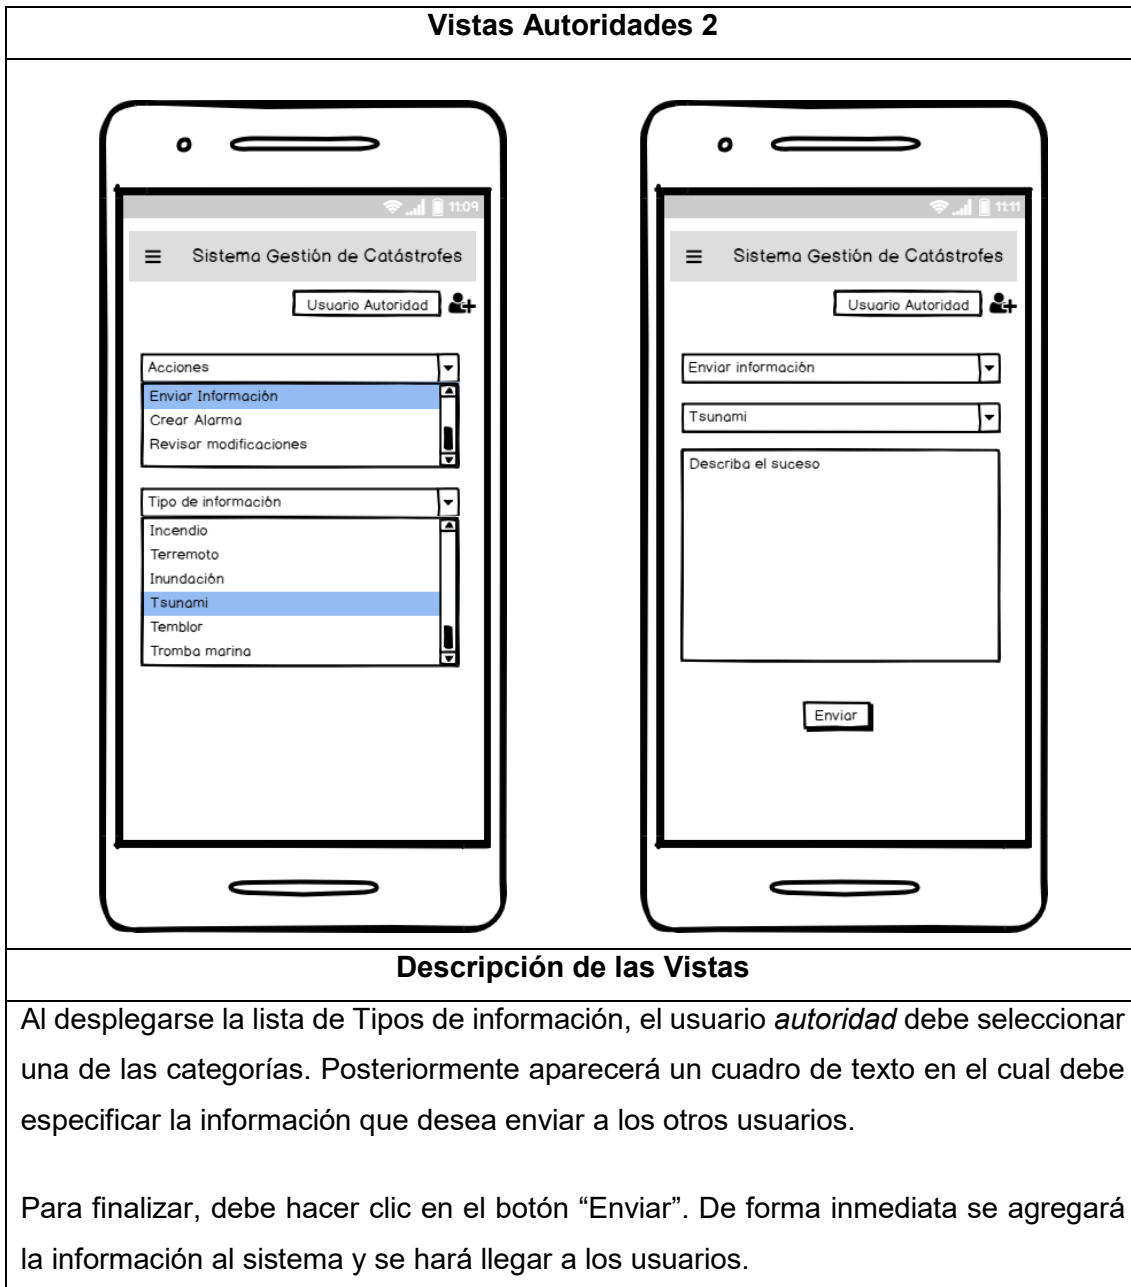 Vistas Autoridades 2
11:09
Sistema Gestión de Catástrofes
Usuario Autoridad
Acciones
Enviar Información
Crear Alarma
Revisar modificaciones
Tipo de información
Incendio
Terremoto
Inundación
Tsunami
Temblor
Tromba marina
11:11
Sistema Gestión de Catástrofes
Usuario Autoridad
Enviar información
Tsunami
Describa el suceso
Enviar
Descripción de las Vistas
Al desplegarse la lista de Tipos de información, el usuario autoridad debe seleccionar
una de las categorías. Posteriormente aparecerá un cuadro de texto en el cual debe
especificar la información que desea enviar a los otros usuarios.
Para finalizar, debe hacer clic en el botón “Enviar”. De forma inmediata se agregará
la información al sistema y se hará llegar a los usuarios.